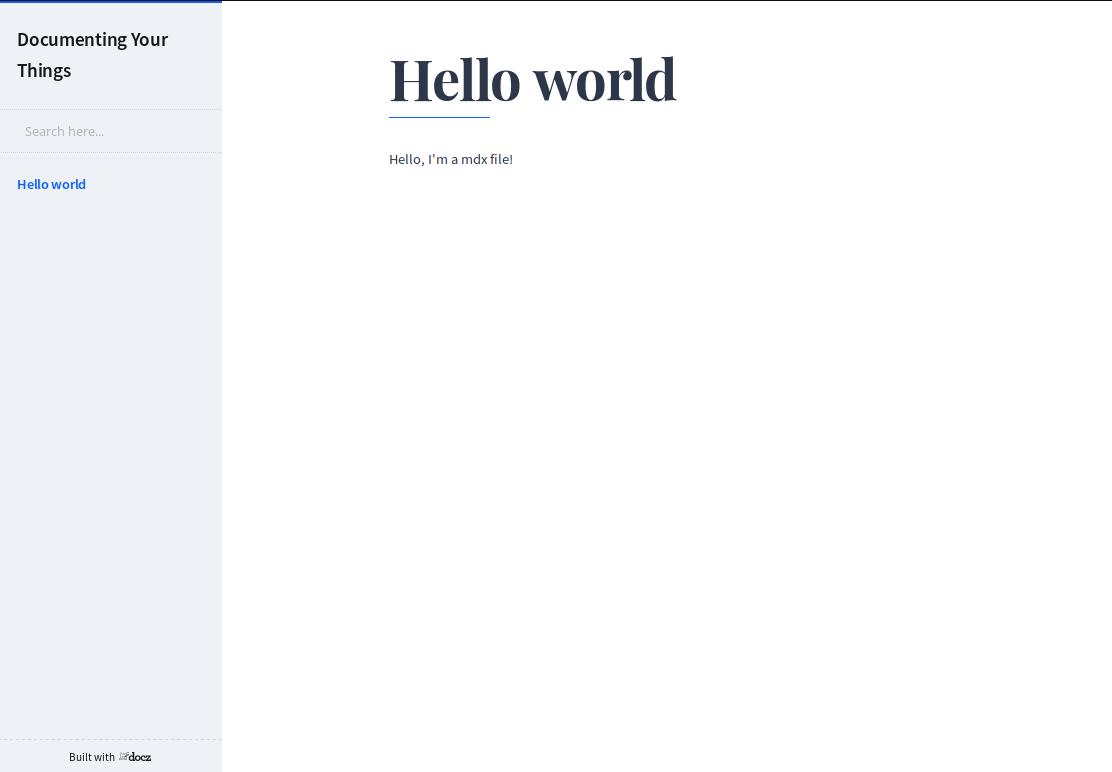 Documenting Your
Things
Search here...
Hello world
Built with docz
Hello world
Hello, I'm a mdx file!